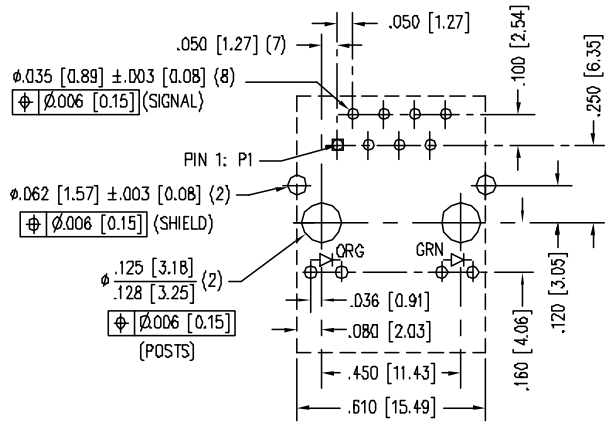 .050 [1.27]
.050 [1.27] (7)
.100 [2.54]
.250 [6.35]
ø.035 [0.89] ±.003 [0.08] (8)
⌖ Ø.006 [0.15] (SIGNAL)
PIN 1: P1
ø.062 [1.57] ±.003 [0.08] (2)
⌖ Ø.006 [0.15] (SHIELD)
ORG
GRN
.120 [3.05]
ø .125 [3.18] (2)
.128 [3.25]
⌖ Ø.006 [0.15]
(POSTS)
.036 [0.91]
.080 [2.03]
.160 [4.06]
.450 [11.43]
.610 [15.49]